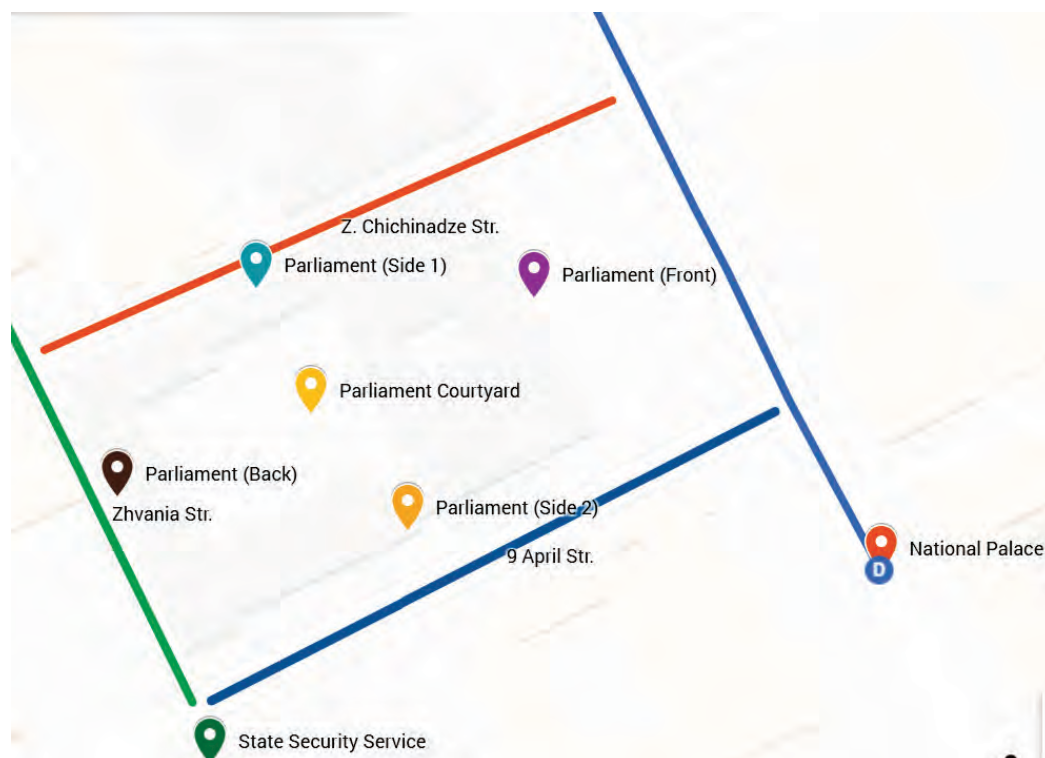 Z. Chichinadze Str.
Parliament (Side 1)
Parliament (Front)
Parliament Courtyard
Parliament (Back)
Zhvania Str.
Parliament (Side 2)
9 April Str.
National Palace
D
State Security Service